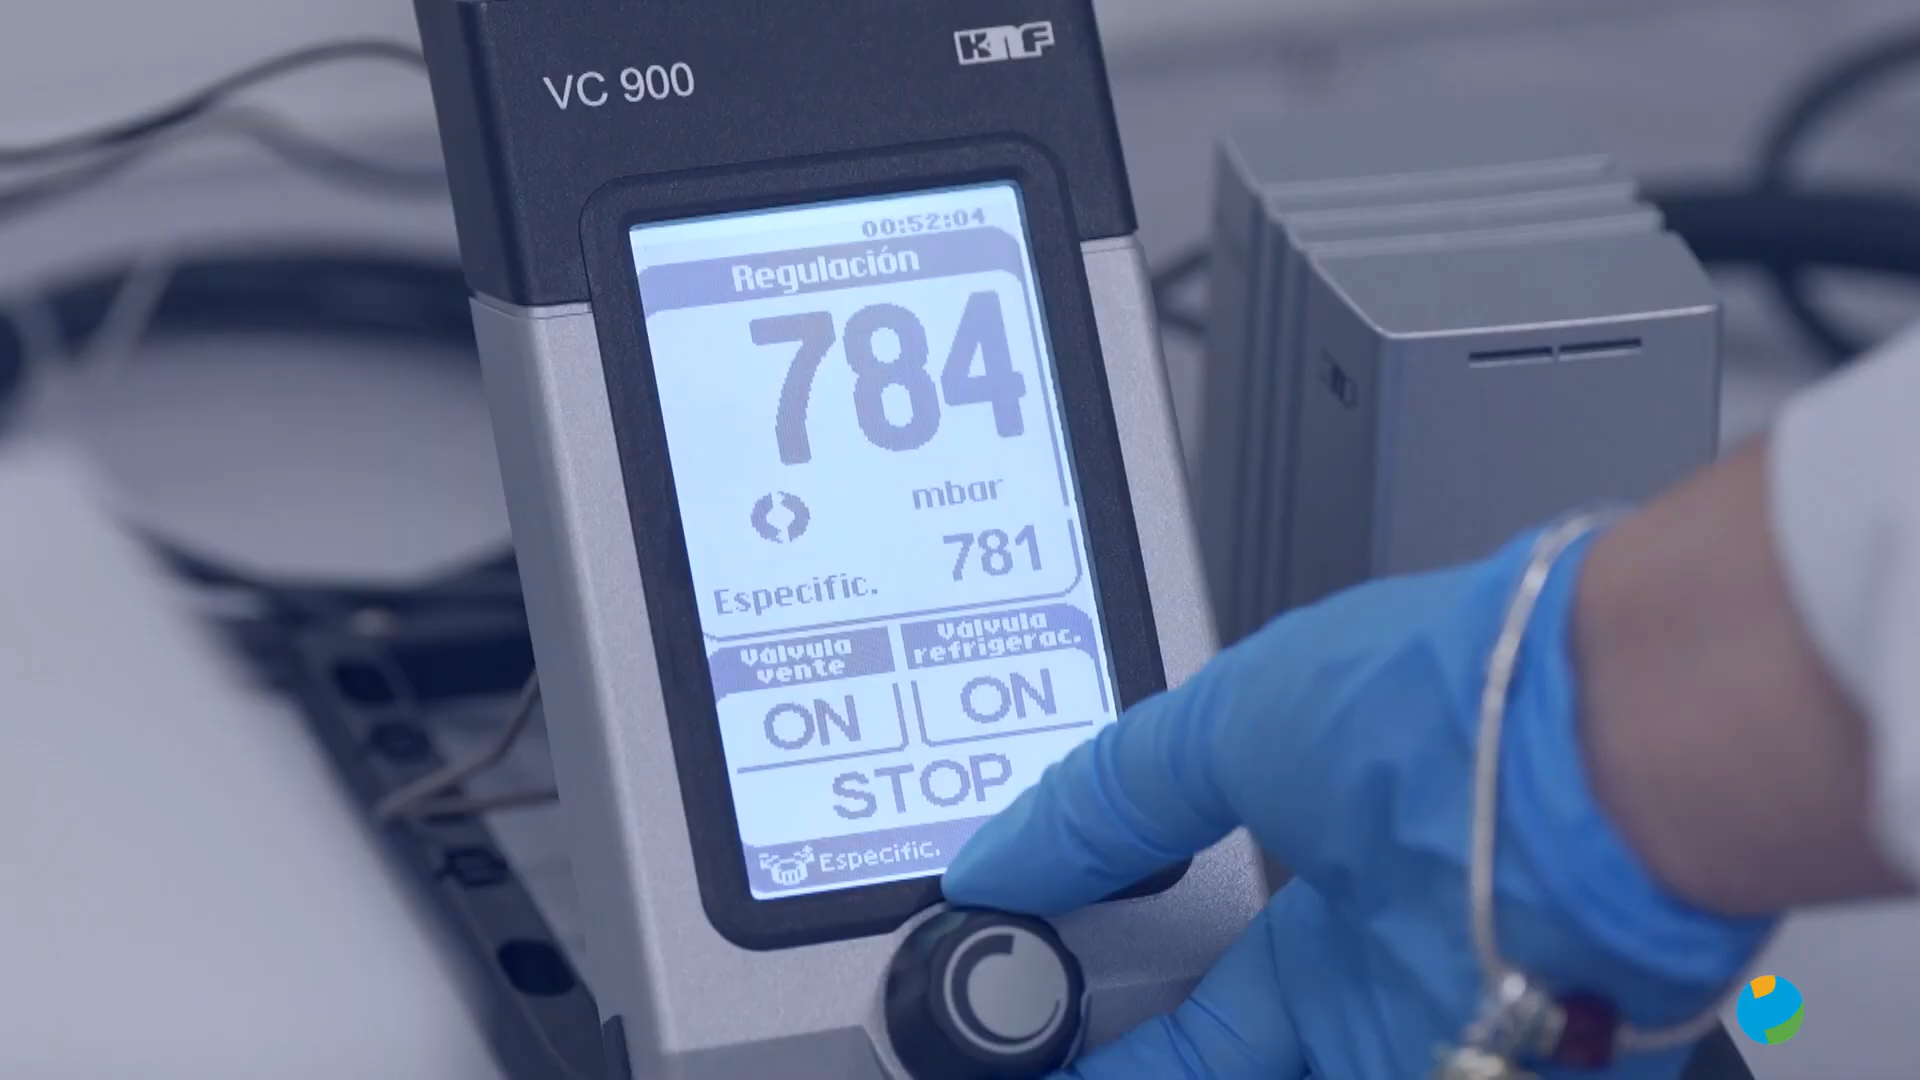 VC 900
KNF
00:52:04
Regulación
784
mbar
781
Especific.
Válvula vente
Válvula refrigerac.
ON
ON
STOP
Especific.